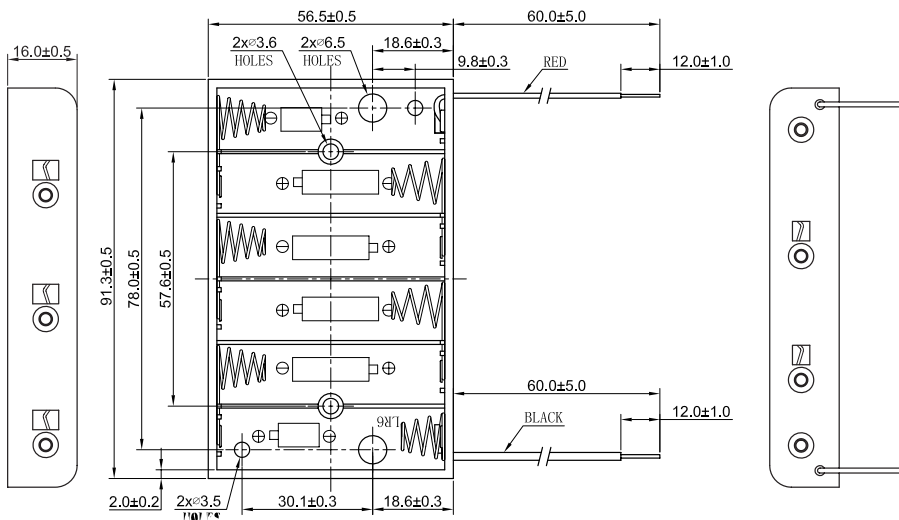 56.5±0.5
60.0±5.0
16.0±0.5
2xø3.6
HOLES
2xø6.5
HOLES
18.6±0.3
9.8±0.3
RED
12.0±1.0
91.3±0.5
78.0±0.5
57.6±0.5
60.0±5.0
12.0±1.0
LR6
BLACK
2.0±0.2
2xø3.5
30.1±0.3
18.6±0.3